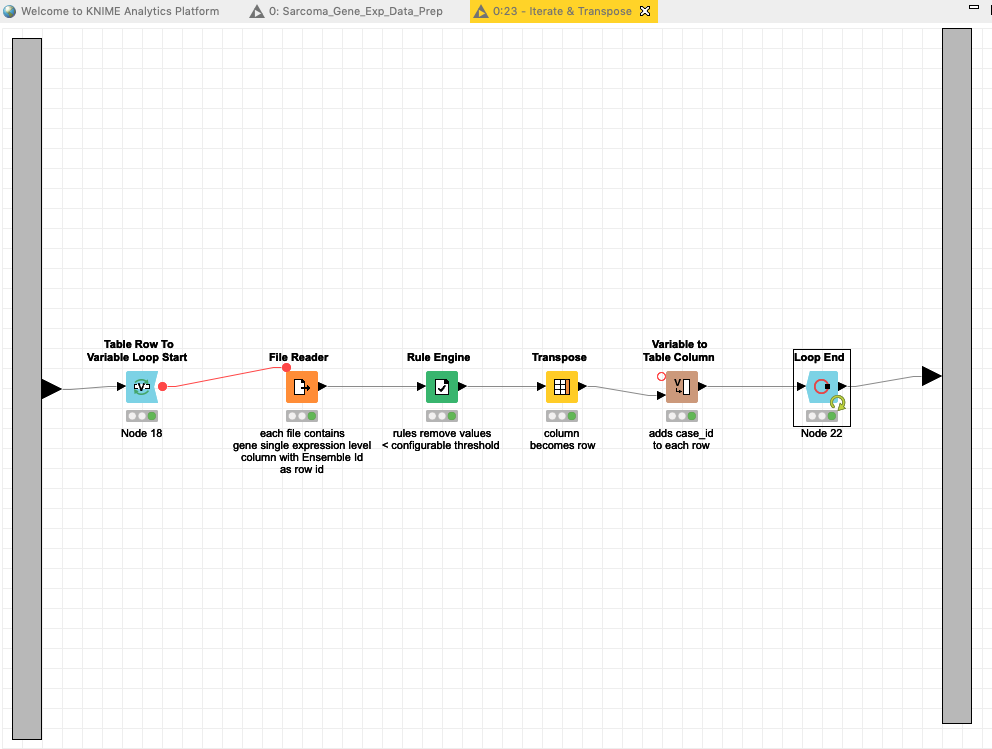 Welcome to KNIME Analytics Platform
0: Sarcoma_Gene_Exp_Data_Prep
0:23 - Iterate & Transpose
Table Row To
Variable Loop Start
File Reader
Rule Engine
Transpose
Variable to
Table Column
Loop End
V
V
Node 18
each file contains
gene single expression level
column with Ensemble Id
as row id
rules remove values
< configurable threshold
column
becomes row
adds case_id
to each row
Node 22